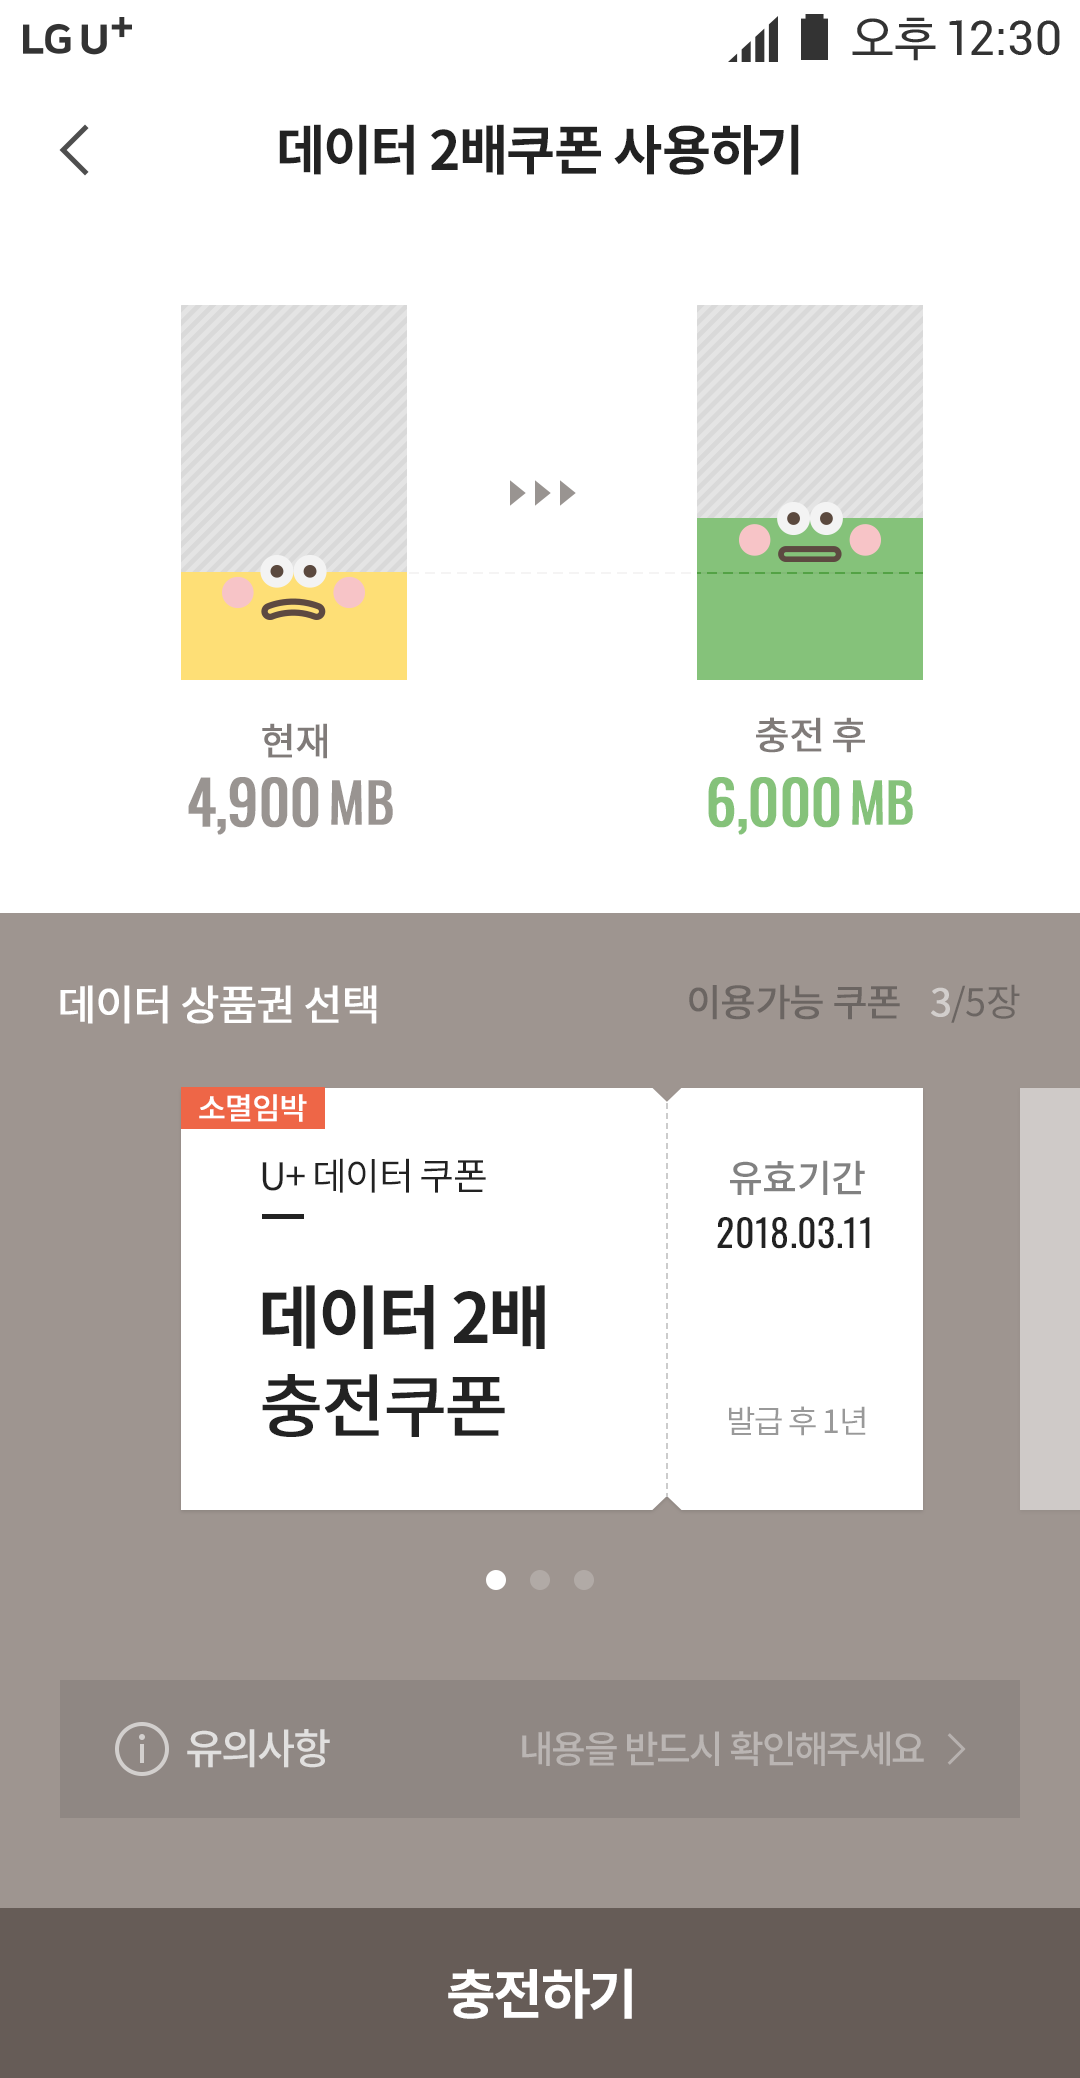 LG U+ 오후 12:30
데이터 2배쿠폰 사용하기
현재
4,900 MB
충전 후
6,000 MB
데이터 상품권 선택
이용가능 쿠폰 3/5장
소멸임박
U+ 데이터 쿠폰
데이터 2배
충전쿠폰
유효기간
2018.03.11
발급 후 1년
유의사항
내용을 반드시 확인해주세요
충전하기